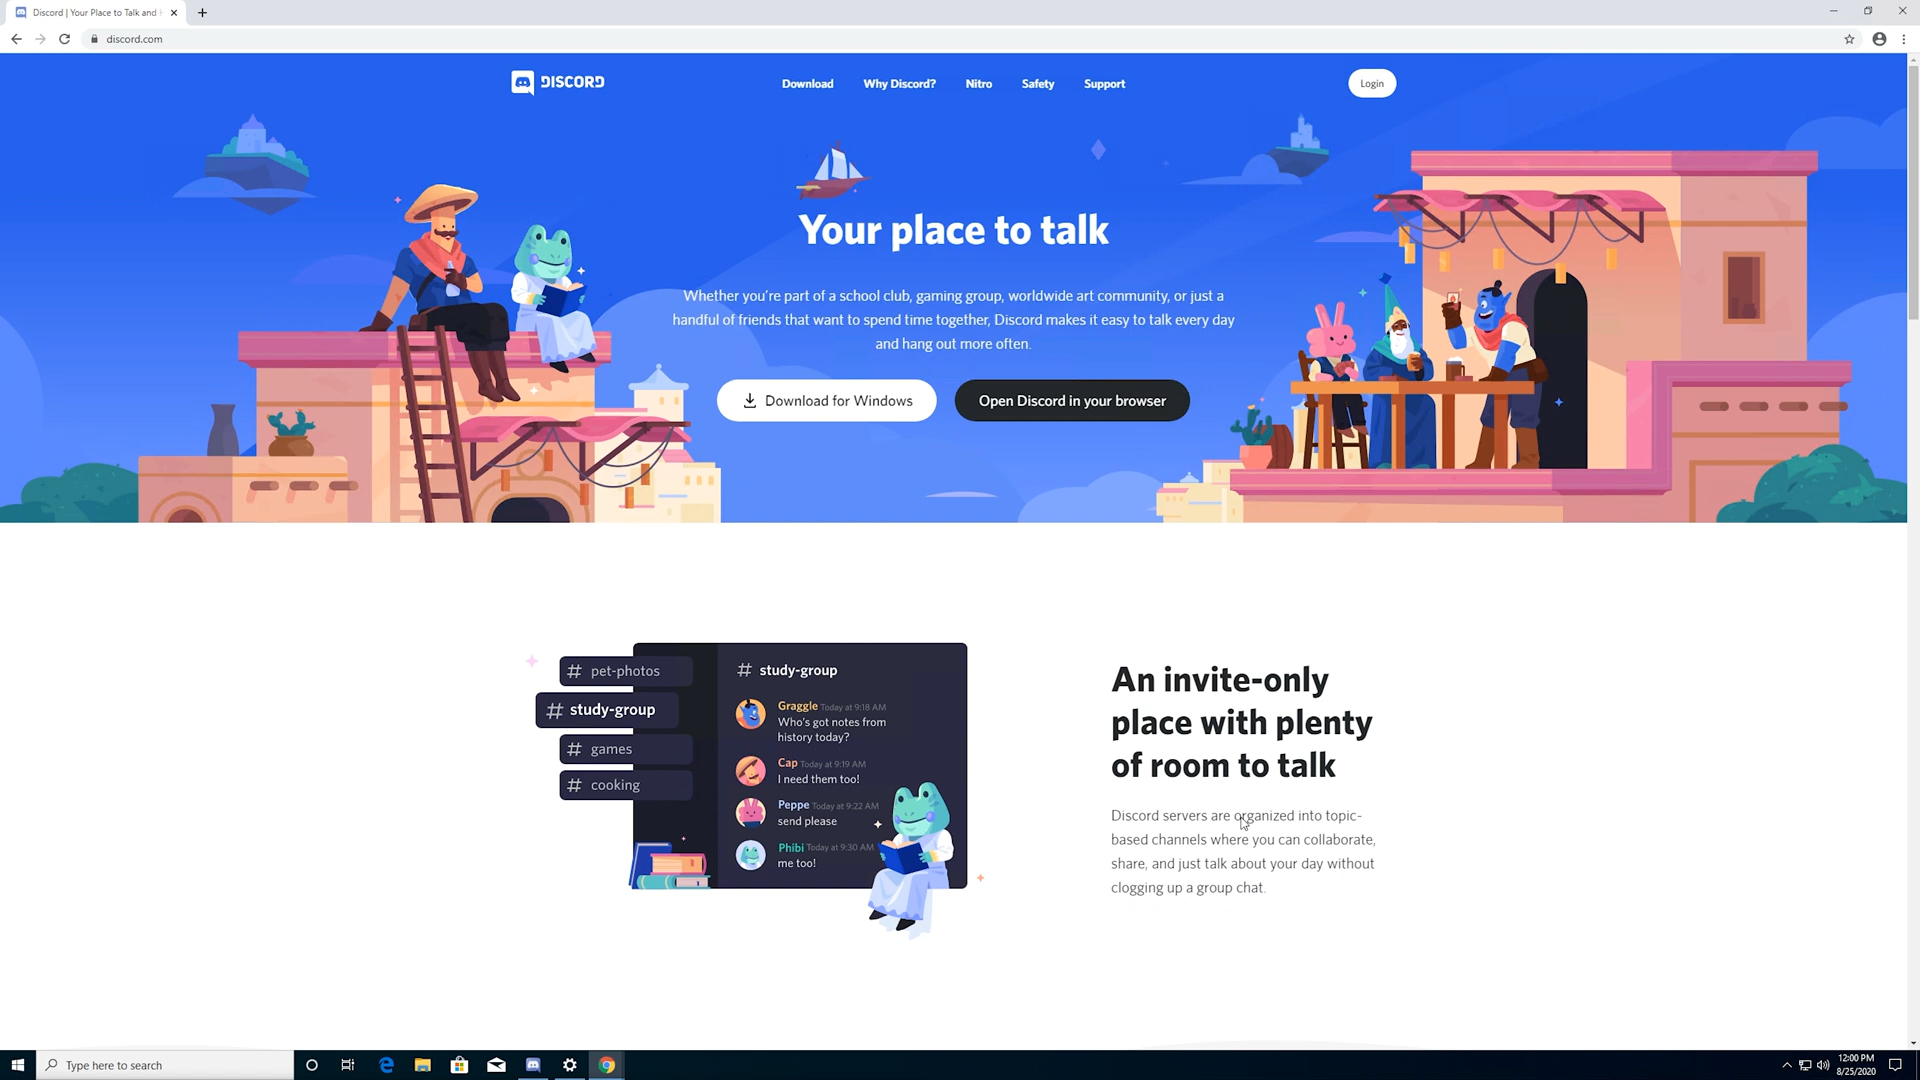 Discord | Your Place to Talk and
discord.com
DISCORD
Download
Why Discord?
Nitro
Safety
Support
Login
Your place to talk
Whether you're part of a school club, gaming group, worldwide art community, or just a
handful of friends that want to spend time together, Discord makes it easy to talk every day
and hang out more often.
Download for Windows
Open Discord in your browser
# pet-photos
# study-group
# games
# cooking
# study-group
Graggle Today at 9:18 AM
Who's got notes from
history today?
Cap Today at 9:19 AM
I need them too!
Peppe Today at 9:22 AM
send please
Phibi Today at 9:30 AM
me too!
An invite-only
place with plenty
of room to talk
Discord servers are organized into topic-
based channels where you can collaborate,
share, and just talk about your day without
clogging up a group chat.
Type here to search
12:00 PM
8/25/2020